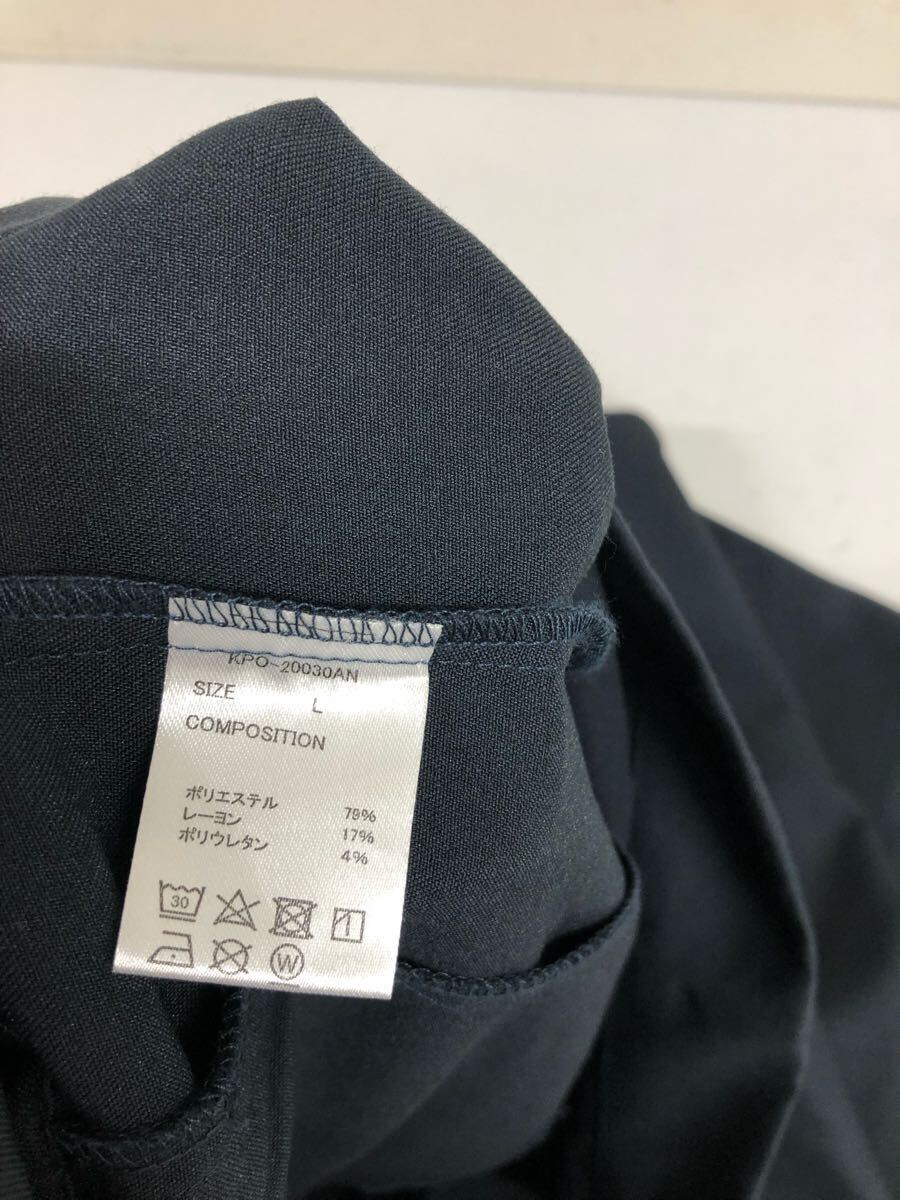 KPO-20030AN
SIZE L
COMPOSITION
ポリエステル 79%
レーヨン 17%
ポリウレタン 4%
30
W